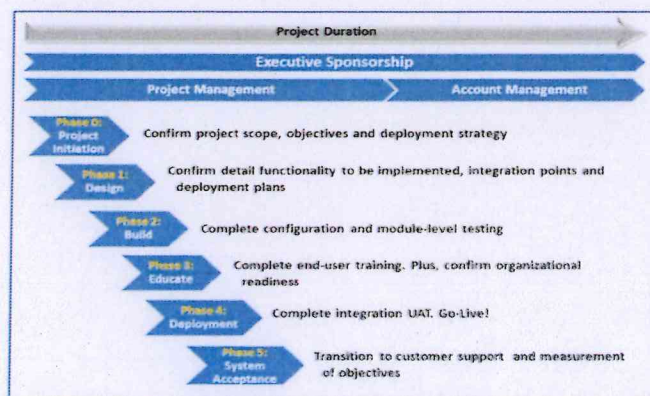 Project Duration
Executive Sponsorship
Project Management
Account Management
Phase 0:
Project
Initiation
Confirm project scope, objectives and deployment strategy
Phase 1:
Design
Confirm detail functionality to be implemented, integration points and
deployment plans
Phase 2:
Build
Complete configuration and module-level testing
Phase 3:
Educate
Complete end-user training. Plus, confirm organizational
readiness
Phase 4:
Deployment
Complete integration UAT. Go-Live!
Phase 5:
System
Acceptance
Transition to customer support and measurement
of objectives